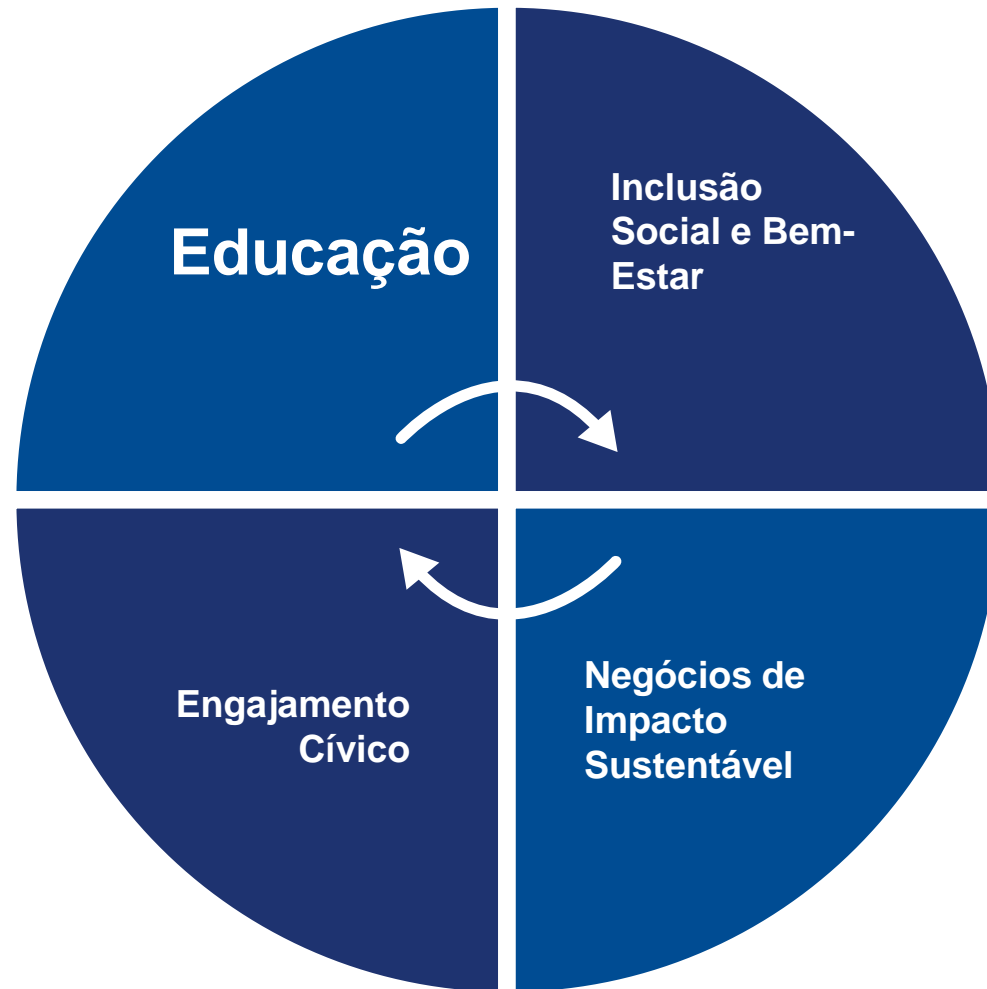 Educação
Inclusão
Social e Bem-
Estar
Engajamento
Cívico
Negócios de
Impacto
Sustentável